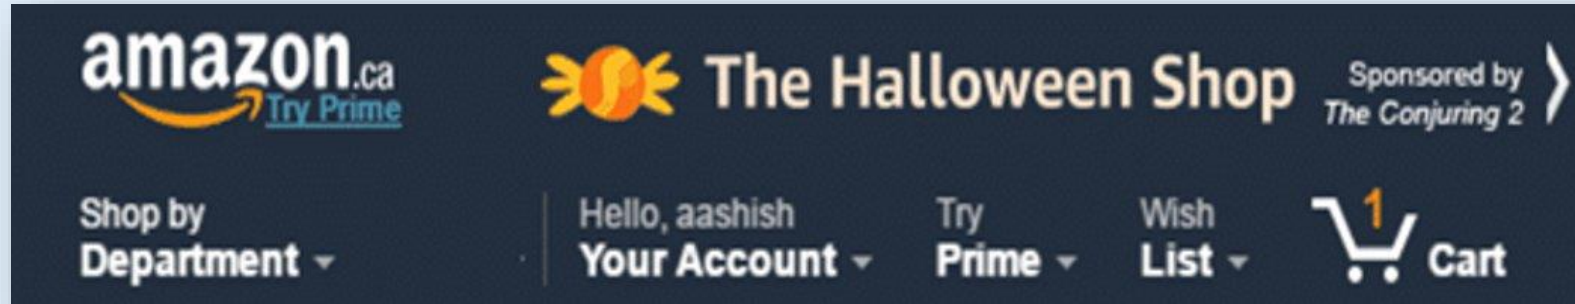 amazon.ca
Try Prime
The Halloween Shop
Sponsored by
The Conjuring 2
Shop by
Department
Hello, aashish
Your Account
Try
Prime
Wish
List
1
Cart